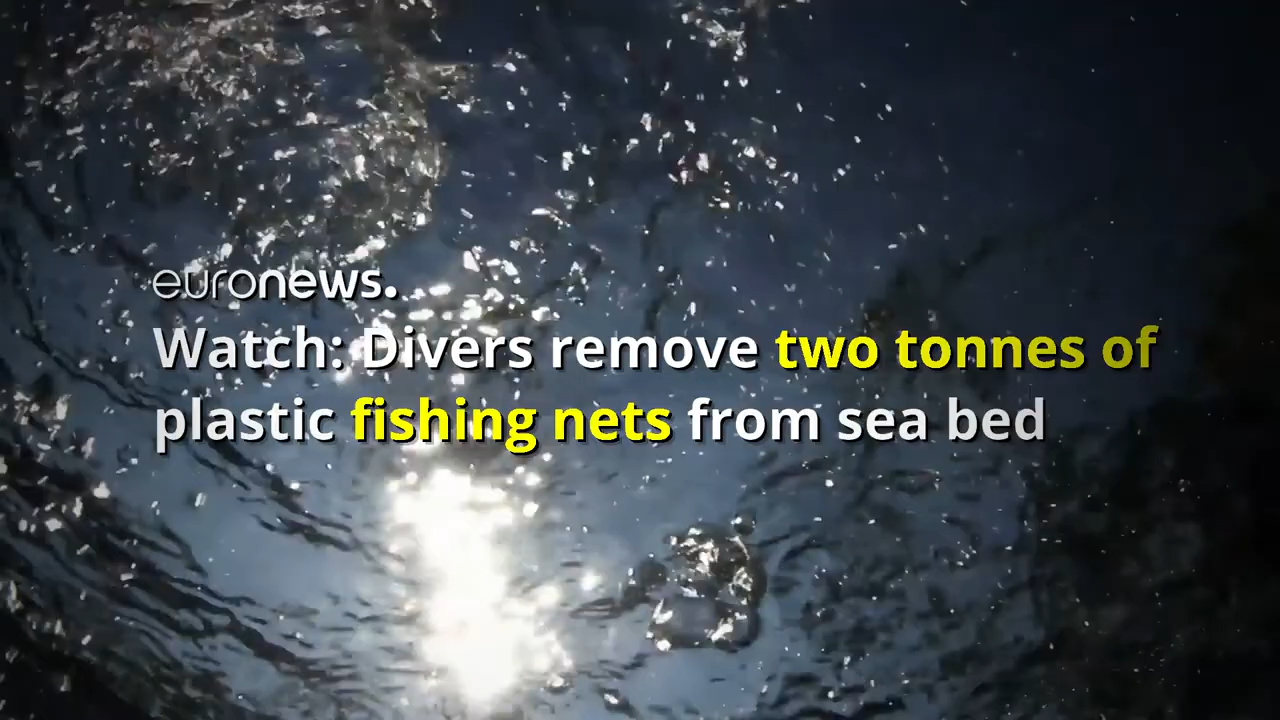 euronews.
Watch: Divers remove two tonnes of
plastic fishing nets from sea bed